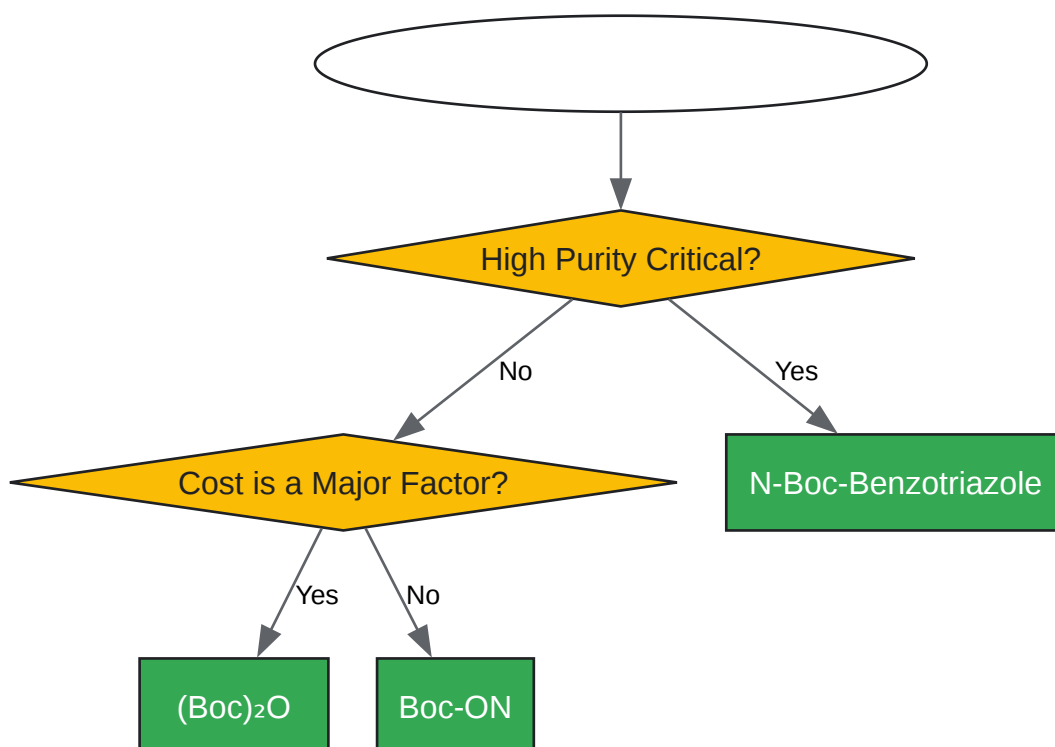 High Purity Critical?
No
Yes
Cost is a Major Factor?
N-Boc-Benzotriazole
Yes
No
(Boc)₂O
Boc-ON